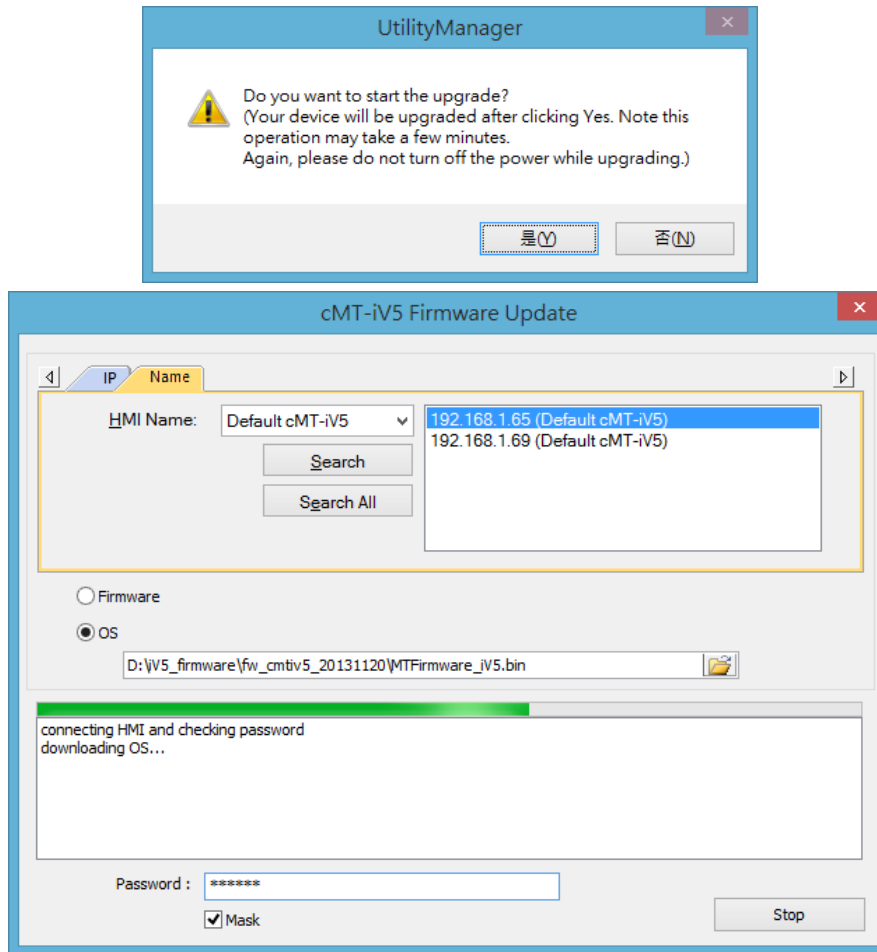 UtilityManager
Do you want to start the upgrade?
(Your device will be upgraded after clicking Yes. Note this
operation may take a few minutes.
Again, please do not turn off the power while upgrading.)
是(Y)
否(N)
cMT-iV5 Firmware Update
IP
Name
HMI Name:
Default cMT-iV5
192.168.1.65 (Default cMT-iV5)
192.168.1.69 (Default cMT-iV5)
Search
Search All
Firmware
OS
D:\iV5_firmware\fw_cmtiv5_20131120\MTFirmware_iV5.bin
connecting HMI and checking password
downloading OS...
Password :
******
Mask
Stop